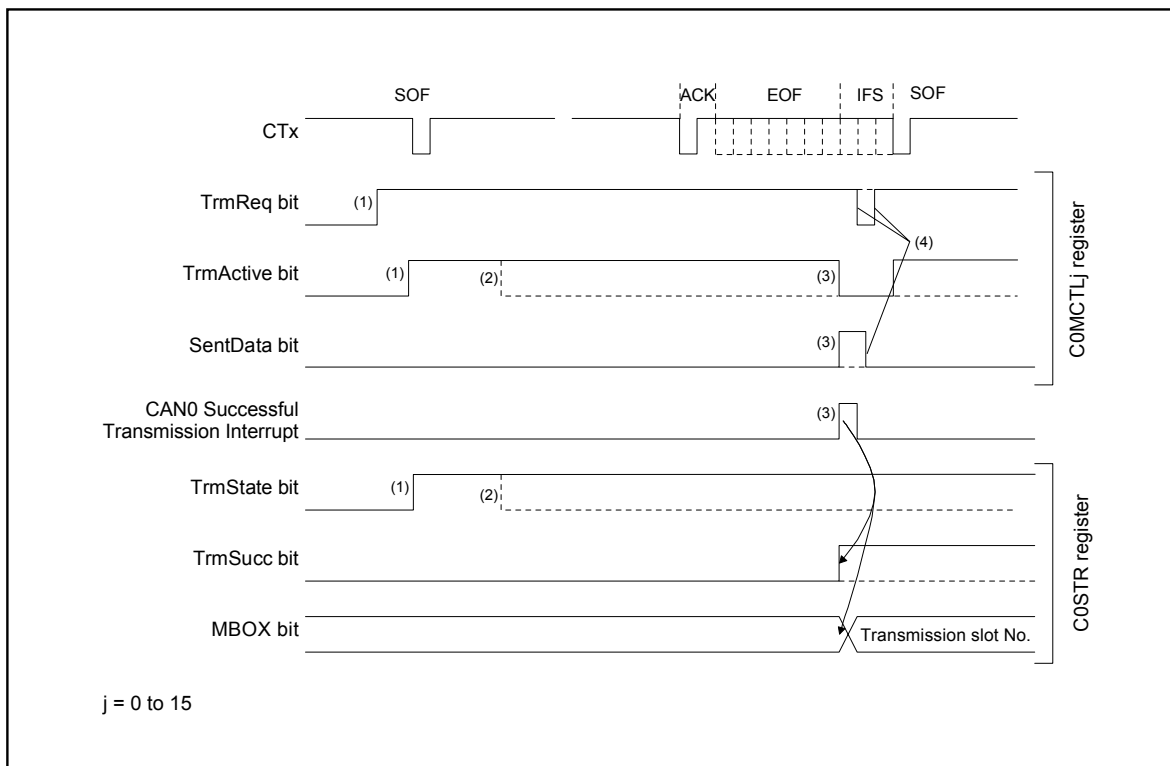 SOF
ACK
EOF
IFS
SOF
CTx
TrmReq bit
(1)
(4)
TrmActive bit
(1)
(2)
(3)
SentData bit
(3)
C0MCTLj register
CAN0 Successful
Transmission Interrupt
(3)
TrmState bit
(1)
(2)
TrmSucc bit
MBOX bit
Transmission slot No.
C0STR register
j = 0 to 15